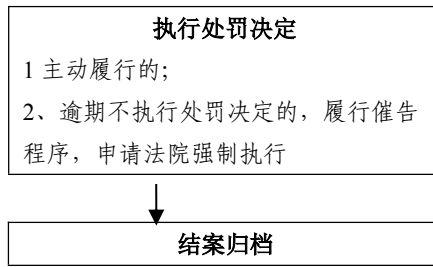 执行处罚决定
1 主动履行的；
2、逾期不执行处罚决定的，履行催告
程序，申请法院强制执行
结案归档